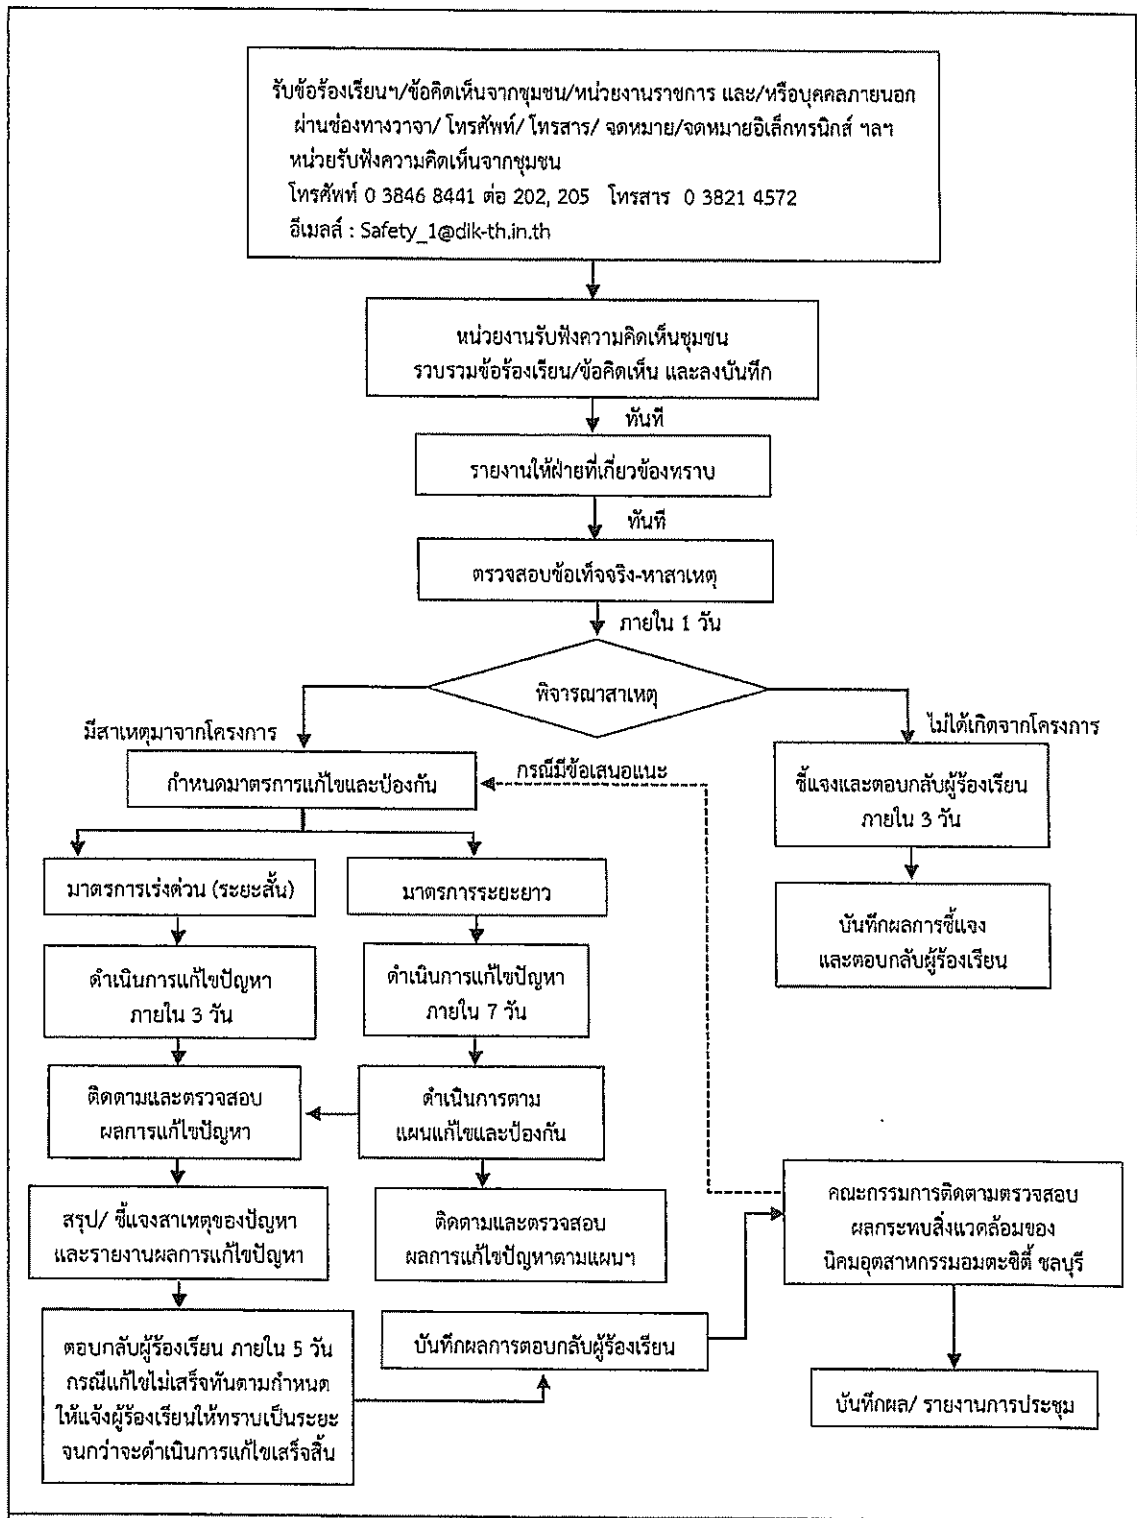 รับข้อร้องเรียนฯ/ข้อคิดเห็นจากชุมชน/หน่วยงานราชการ และ/หรือบุคคลภายนอก
ผ่านช่องทางวาจา/ โทรศัพท์/ โทรสาร/ จดหมาย/จดหมายอิเล็กทรนิกส์ ฯลฯ
หน่วยรับฟังความคิดเห็นจากชุมชน
โทรศัพท์ 0 3846 8441 ต่อ 202, 205 โทรสาร 0 3821 4572
อีเมลล์ : Safety_1@dik-th.in.th
หน่วยงานรับฟังความคิดเห็นชุมชน
รวบรวมข้อร้องเรียน/ข้อคิดเห็น และลงบันทึก
ทันที
รายงานให้ฝ่ายที่เกี่ยวข้องทราบ
ทันที
ตรวจสอบข้อเท็จจริง-หาสาเหตุ
ภายใน 1 วัน
พิจารณาสาเหตุ
มีสาเหตุมาจากโครงการ
ไม่ได้เกิดจากโครงการ
กำหนดมาตรการแก้ไขและป้องกัน
กรณีมีข้อเสนอแนะ
ชี้แจงและตอบกลับผู้ร้องเรียน
ภายใน 3 วัน
มาตรการเร่งด่วน (ระยะสั้น)
มาตรการระยะยาว
บันทึกผลการชี้แจง
และตอบกลับผู้ร้องเรียน
ดำเนินการแก้ไขปัญหา
ภายใน 3 วัน
ดำเนินการแก้ไขปัญหา
ภายใน 7 วัน
ติดตามและตรวจสอบ
ผลการแก้ไขปัญหา
ดำเนินการตาม
แผนแก้ไขและป้องกัน
สรุป/ ชี้แจงสาเหตุของปัญหา
และรายงานผลการแก้ไขปัญหา
ติดตามและตรวจสอบ
ผลการแก้ไขปัญหาตามแผนฯ
คณะกรรมการติดตามตรวจสอบ
ผลกระทบสิ่งแวดล้อมของ
นิคมอุตสาหกรรมอมตะซิตี้ ชลบุรี
ตอบกลับผู้ร้องเรียน ภายใน 5 วัน
กรณีแก้ไขไม่เสร็จทันตามกำหนด
ให้แจ้งผู้ร้องเรียนให้ทราบเป็นระยะ
จนกว่าจะดำเนินการแก้ไขเสร็จสิ้น
บันทึกผลการตอบกลับผู้ร้องเรียน
บันทึกผล/ รายงานการประชุม